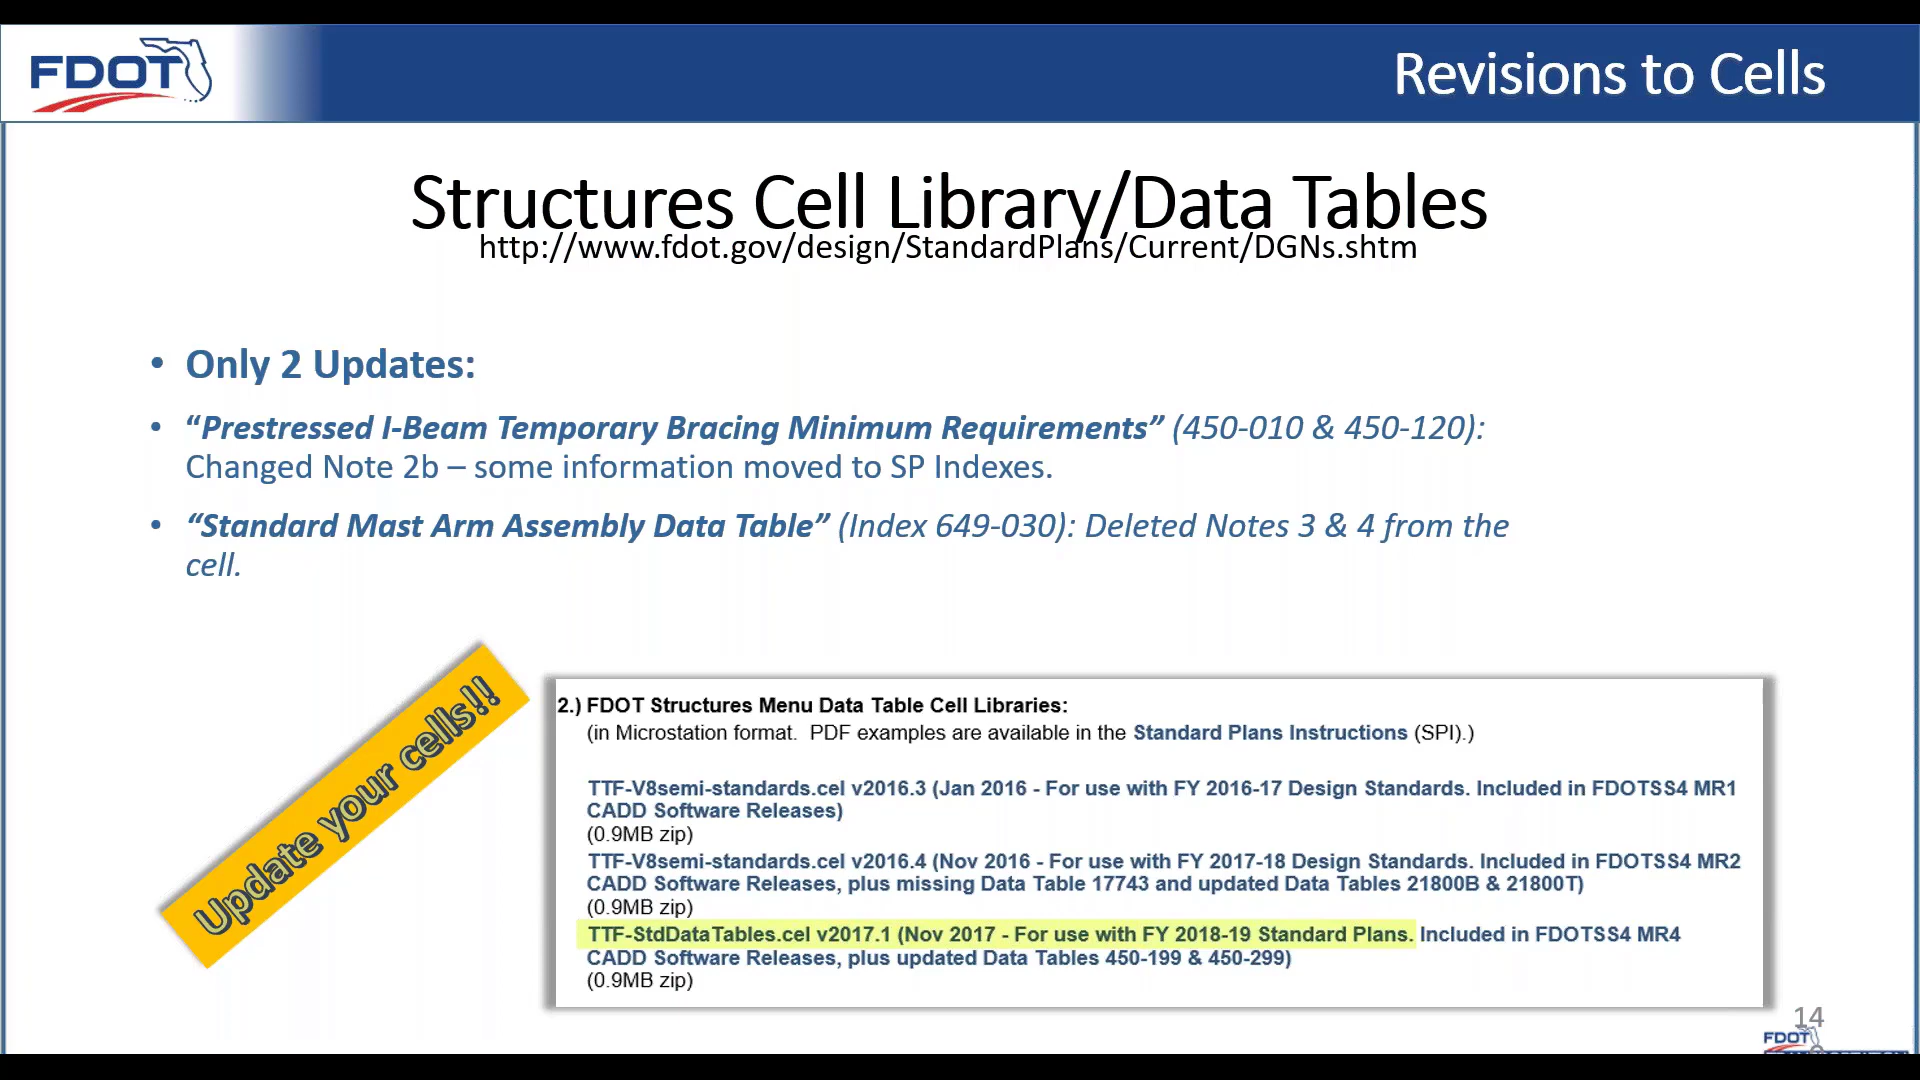 FDOT
Revisions to Cells
Structures Cell Library/Data Tables
http://www.fdot.gov/design/StandardPlans/Current/DGNs.shtm
• Only 2 Updates:
• “Prestressed I-Beam Temporary Bracing Minimum Requirements” (450-010 & 450-120):
Changed Note 2b – some information moved to SP Indexes.
• “Standard Mast Arm Assembly Data Table” (Index 649-030): Deleted Notes 3 & 4 from the
cell.
Update your cells!!
2.) FDOT Structures Menu Data Table Cell Libraries:
(in Microstation format. PDF examples are available in the Standard Plans Instructions (SPI).)
TTF-V8semi-standards.cel v2016.3 (Jan 2016 - For use with FY 2016-17 Design Standards. Included in FDOTSS4 MR1
CADD Software Releases)
(0.9MB zip)
TTF-V8semi-standards.cel v2016.4 (Nov 2016 - For use with FY 2017-18 Design Standards. Included in FDOTSS4 MR2
CADD Software Releases, plus missing Data Table 17743 and updated Data Tables 21800B & 21800T)
(0.9MB zip)
TTF-StdDataTables.cel v2017.1 (Nov 2017 - For use with FY 2018-19 Standard Plans. Included in FDOTSS4 MR4
CADD Software Releases, plus updated Data Tables 450-199 & 450-299)
(0.9MB zip)
14
FDOT